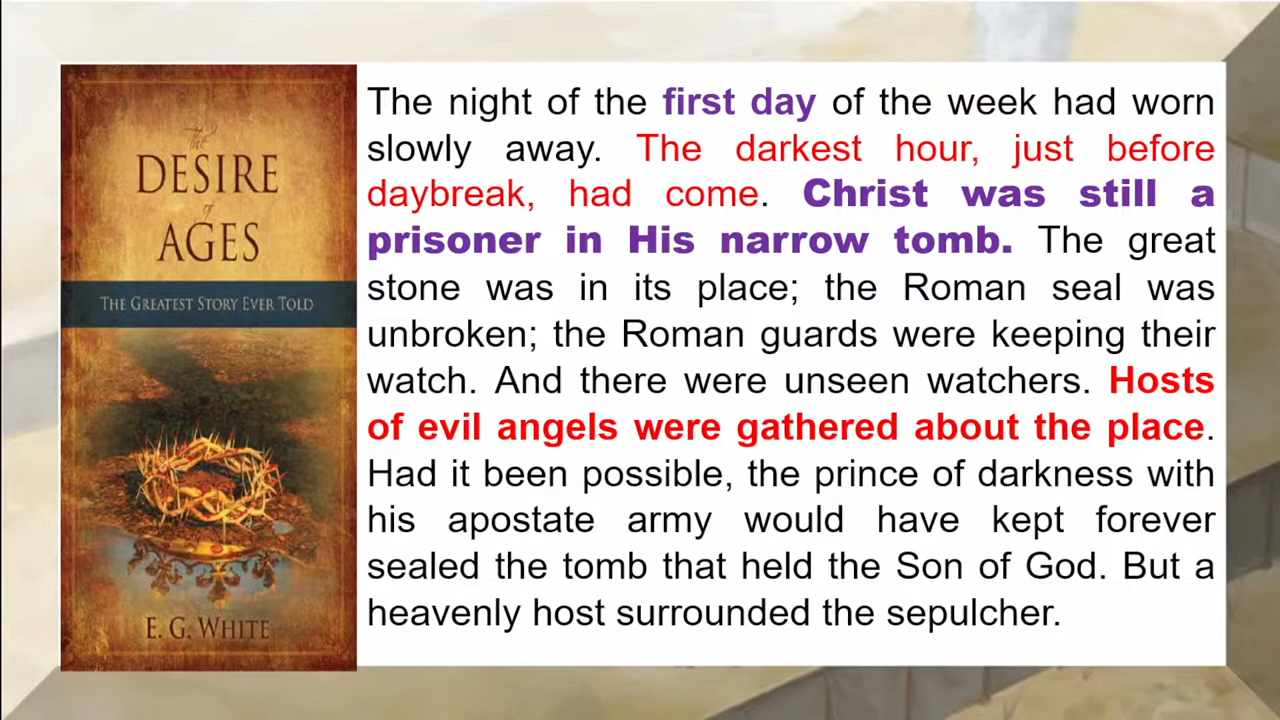 The
DESIRE
of
AGES
THE GREATEST STORY EVER TOLD
E. G. WHITE
The night of the first day of the week had worn
slowly away. The darkest hour, just before
daybreak, had come. Christ was still a
prisoner in His narrow tomb. The great
stone was in its place; the Roman seal was
unbroken; the Roman guards were keeping their
watch. And there were unseen watchers. Hosts
of evil angels were gathered about the place.
Had it been possible, the prince of darkness with
his apostate army would have kept forever
sealed the tomb that held the Son of God. But a
heavenly host surrounded the sepulcher.